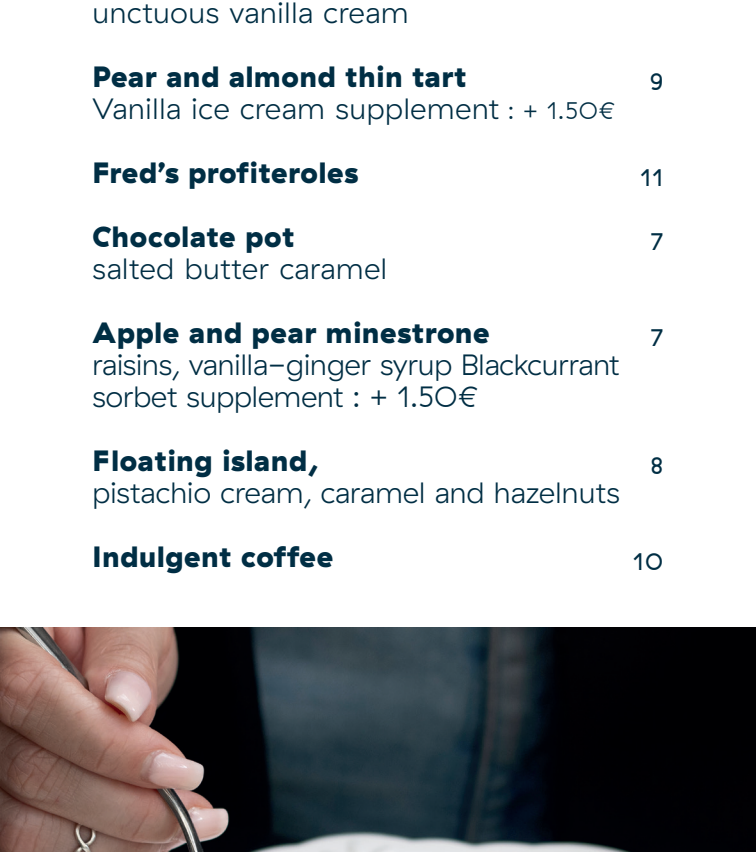 unctuous vanilla cream
Pear and almond thin tart 9
Vanilla ice cream supplement : + 1.50€
Fred’s profiteroles 11
Chocolate pot 7
salted butter caramel
Apple and pear minestrone 7
raisins, vanilla–ginger syrup Blackcurrant
sorbet supplement : + 1.50€
Floating island, 8
pistachio cream, caramel and hazelnuts
Indulgent coffee 10